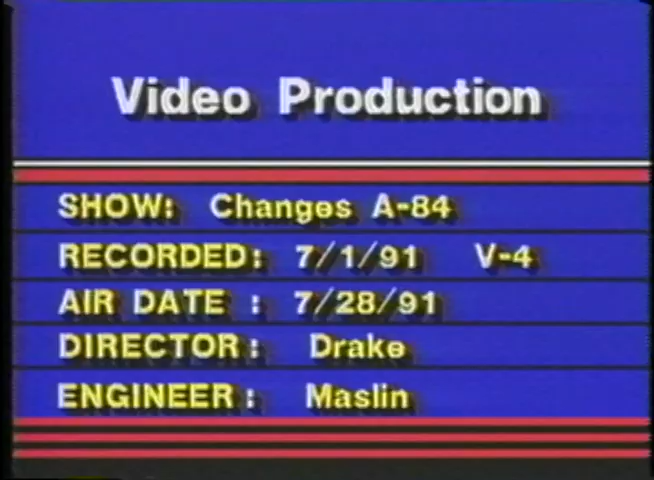 Video Production
SHOW: Changes A-84
RECORDED: 7/1/91 V-4
AIR DATE : 7/28/91
DIRECTOR: Drake
ENGINEER: Maslin